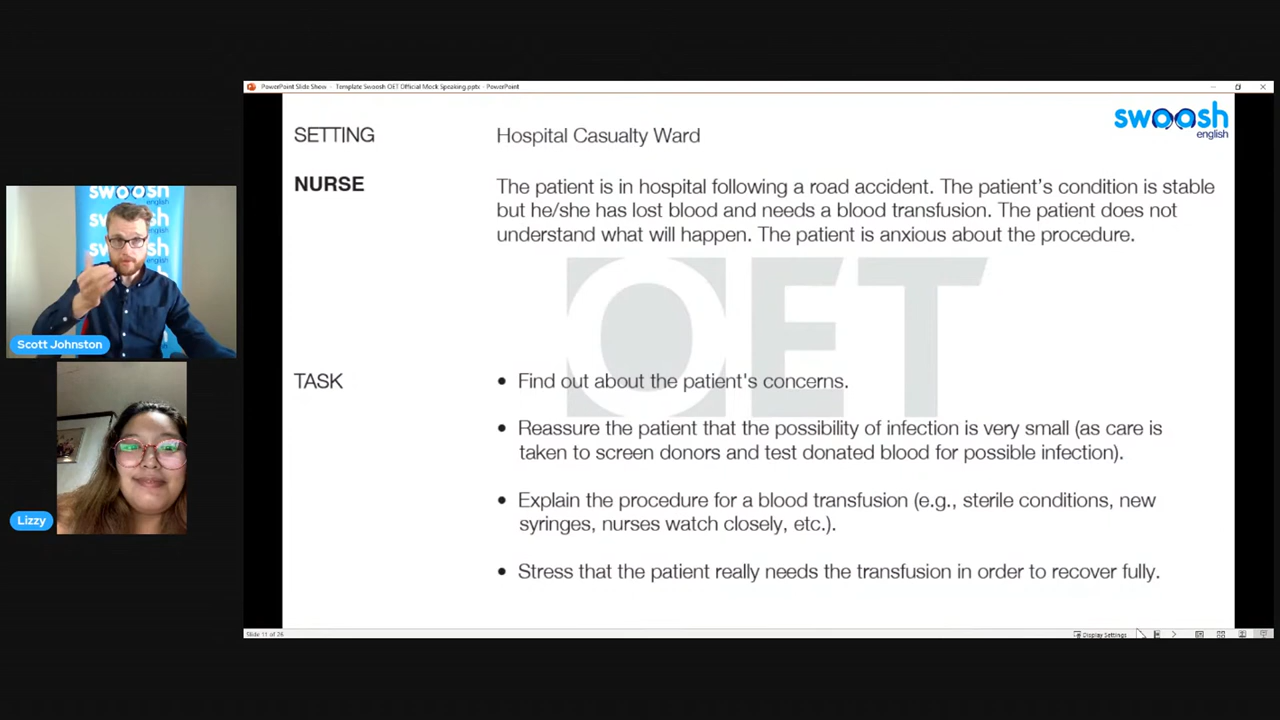 PowerPoint Slide Show - Template Swoosh OET Official Mock Speaking.pptx - PowerPoint
swoosh
english
SETTING
Hospital Casualty Ward
NURSE
The patient is in hospital following a road accident. The patient's condition is stable
but he/she has lost blood and needs a blood transfusion. The patient does not
understand what will happen. The patient is anxious about the procedure.
OET
TASK
• Find out about the patient's concerns.
• Reassure the patient that the possibility of infection is very small (as care is
taken to screen donors and test donated blood for possible infection).
• Explain the procedure for a blood transfusion (e.g., sterile conditions, new
syringes, nurses watch closely, etc.).
• Stress that the patient really needs the transfusion in order to recover fully.
Slide 11 of 26
Display Settings
swoosh
english
Scott Johnston
Lizzy